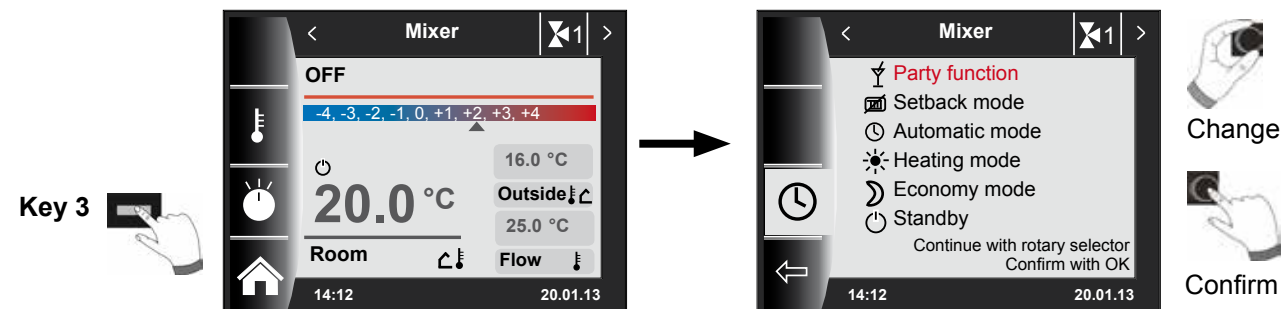 Key 3
< Mixer 1 >
OFF
-4, -3, -2, -1, 0, +1, +2, +3, +4
20.0 °C
Room
16.0 °C
Outside
25.0 °C
Flow
14:12 20.01.13
< Mixer 1 >
Party function
Setback mode
Automatic mode
Heating mode
Economy mode
Standby
Continue with rotary selector
Confirm with OK
14:12 20.01.13
Change
Confirm